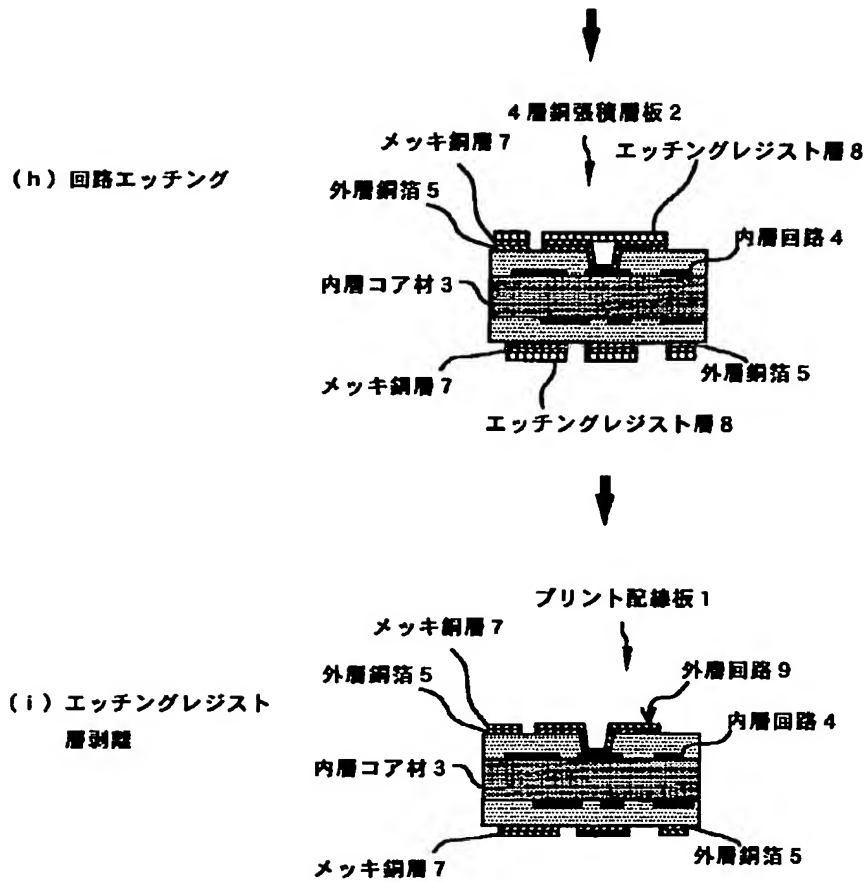 4層銅張積層板2
メッキ銅層7
エッチングレジスト層8
(h)回路エッチング
外層銅箔5
内層回路4
内層コア材3
外層銅箔5
メッキ銅層7
エッチングレジスト層8
プリント配線板1
メッキ銅層7
外層回路9
外層銅箔5
(i)エッチングレジスト
層剥離
内層回路4
内層コア材3
外層銅箔5
メッキ銅層7